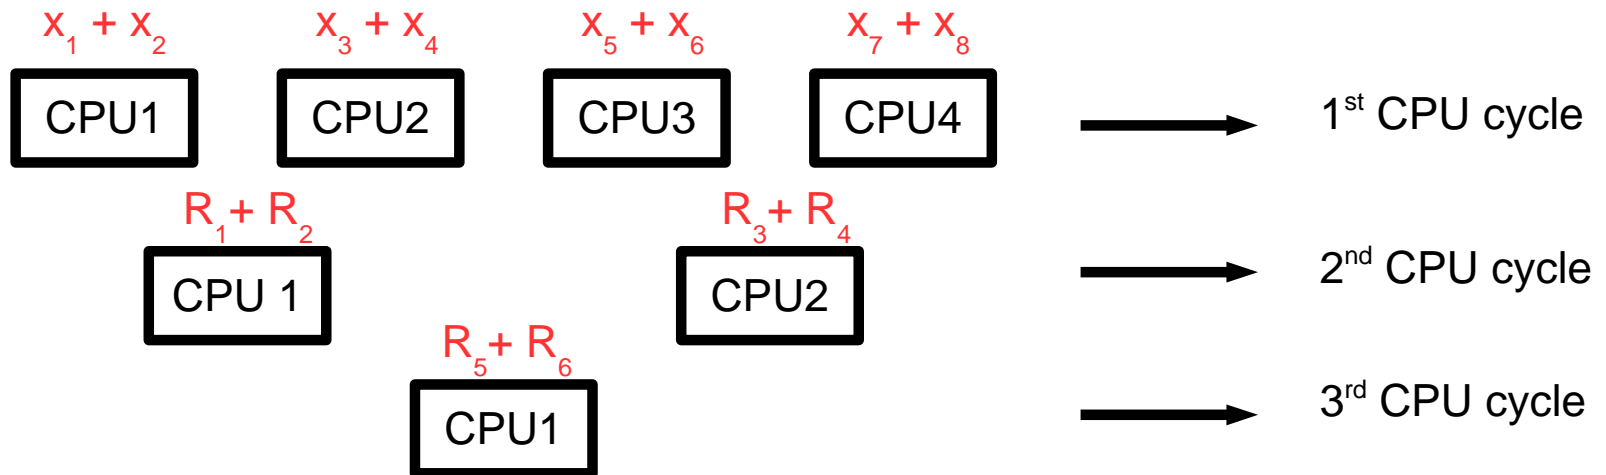 x₁ + x₂ x₃ + x₄ x₅ + x₆ x₇ + x₈
CPU1 CPU2 CPU3 CPU4 1ˢᵗ CPU cycle
R₁+ R₂ R₃+ R₄
CPU 1 CPU2 2ⁿᵈ CPU cycle
R₅+ R₆
CPU1 3ʳᵈ CPU cycle